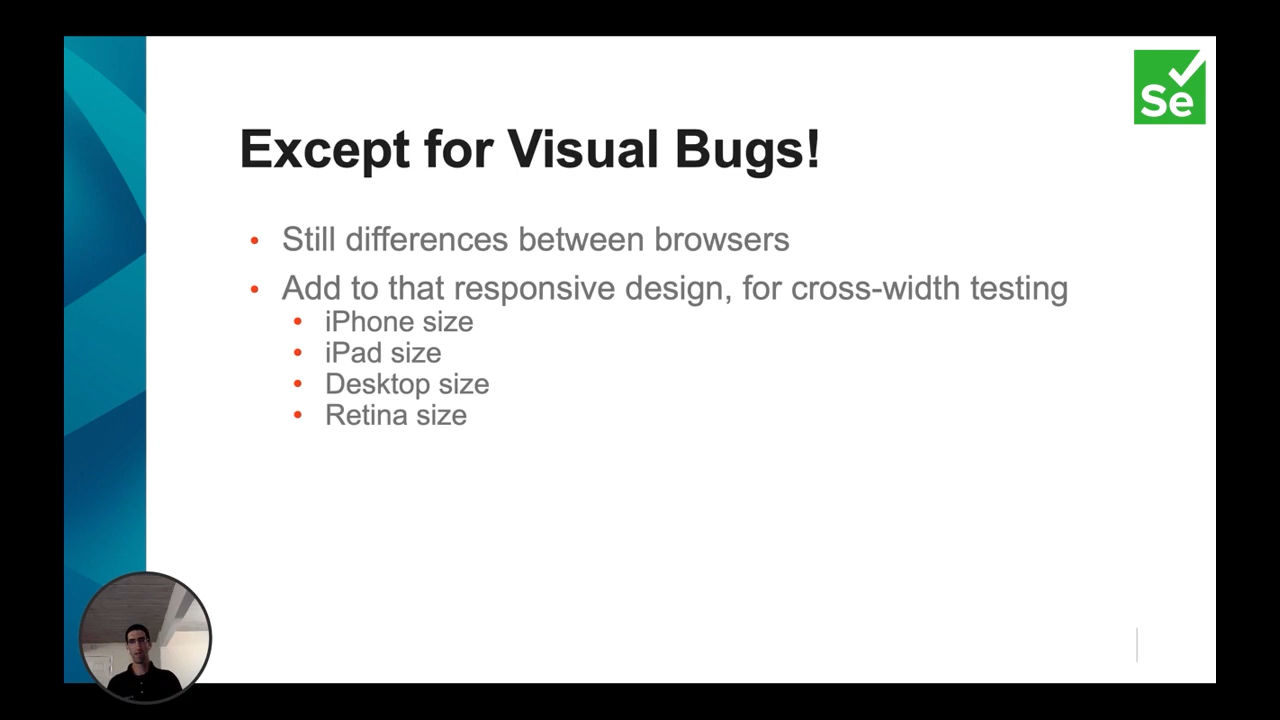 Se
Except for Visual Bugs!
Still differences between browsers
Add to that responsive design, for cross-width testing
iPhone size
iPad size
Desktop size
Retina size